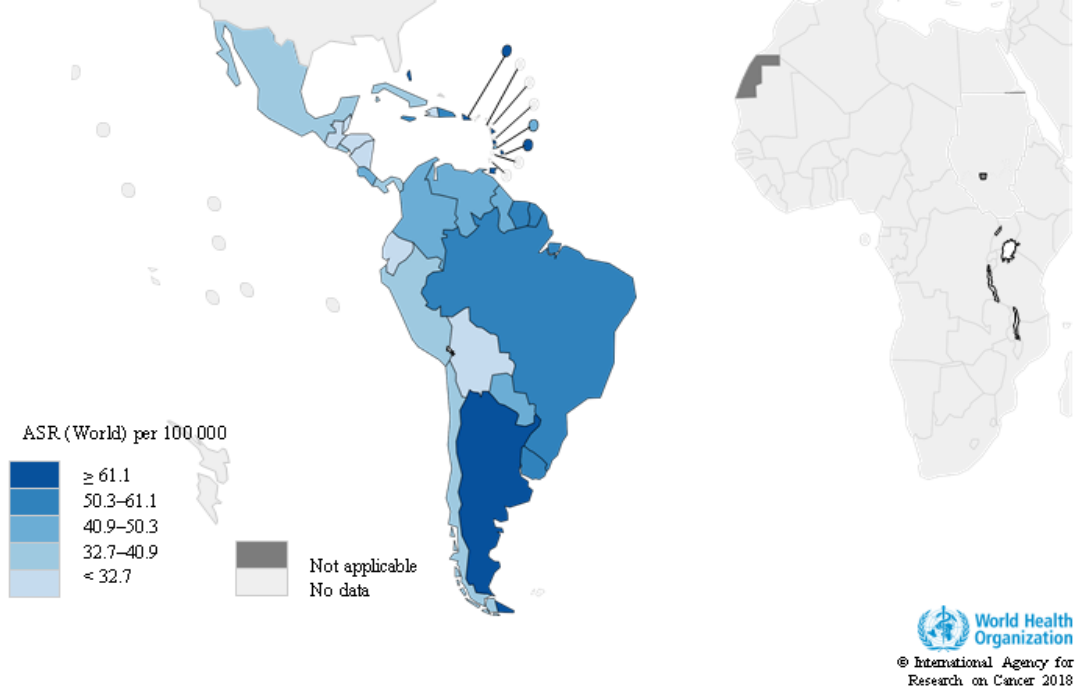 ASR (World) per 100 000
≥ 61.1
50.3–61.1
40.9–50.3
32.7–40.9
< 32.7
Not applicable
No data
World Health
Organization
© International Agency for
Research on Cancer 2018